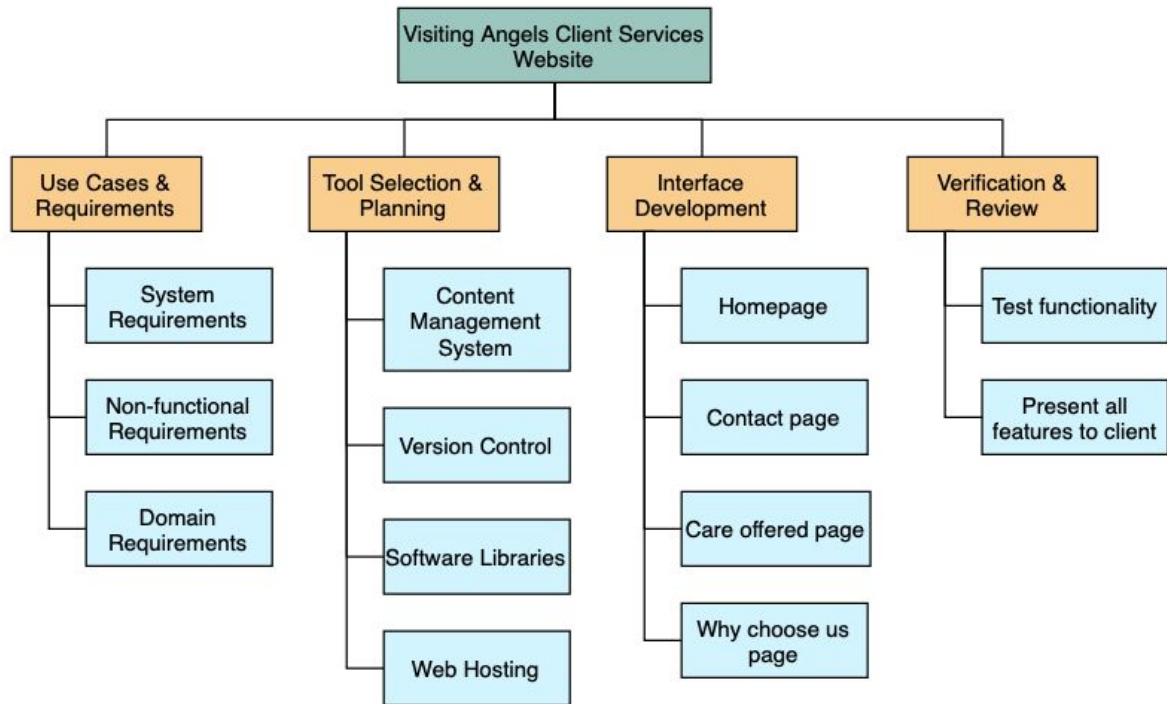 Visiting Angels Client Services
Website
Use Cases &
Requirements
Tool Selection &
Planning
Interface
Development
Verification &
Review
System
Requirements
Non-functional
Requirements
Domain
Requirements
Content
Management
System
Version Control
Software Libraries
Web Hosting
Homepage
Contact page
Care offered page
Why choose us
page
Test functionality
Present all
features to client